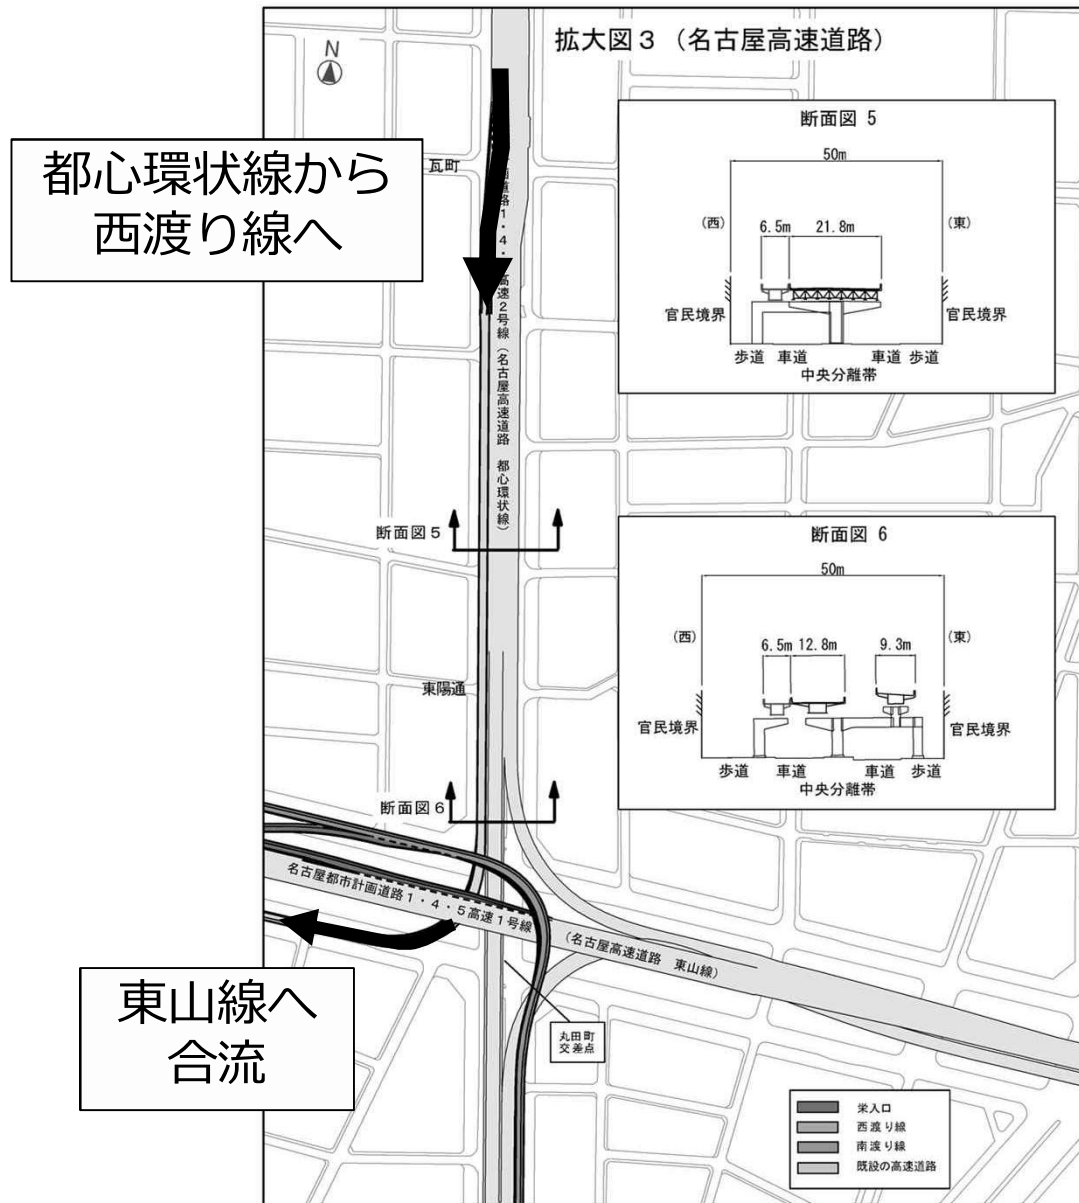 拡大図３（名古屋高速道路）
N
都心環状線から
西渡り線へ
瓦町
道路１・４・
高速２号線（名古屋高速道路　都心環状線）
断面図 5
50m
（西）
6.5m
21.8m
（東）
官民境界
官民境界
歩道
車道
車道
歩道
中央分離帯
断面図５
断面図 6
50m
（西）
6.5m
12.8m
9.3m
（東）
官民境界
官民境界
歩道
車道
車道
歩道
中央分離帯
東陽通
断面図６
名古屋都市計画道路１・４・５高速１号線
（名古屋高速道路　東山線）
東山線へ
合流
丸田町
交差点
栄入口
西渡り線
南渡り線
既設の高速道路